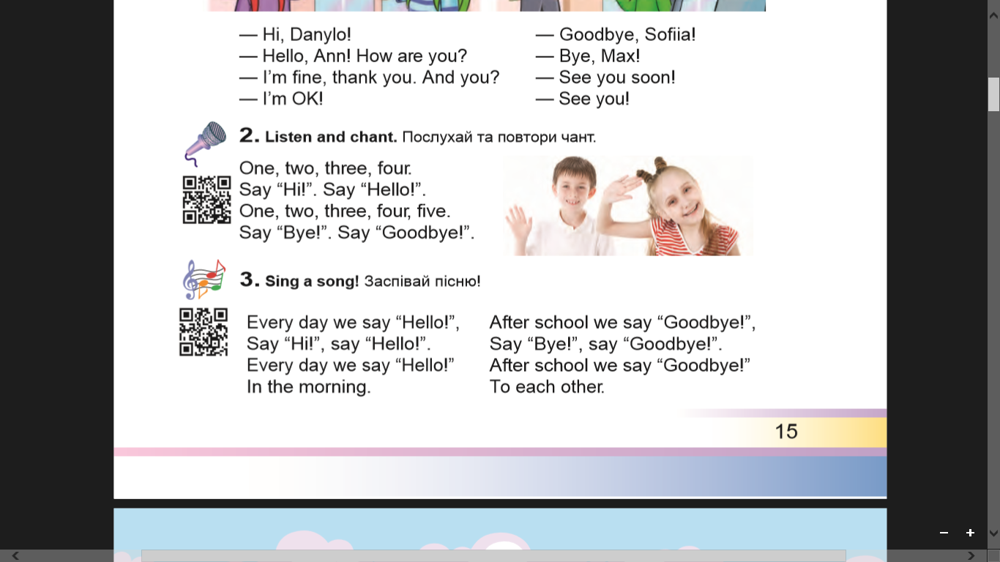 — Hi, Danylo!
— Hello, Ann! How are you?
— I’m fine, thank you. And you?
— I’m OK!
— Goodbye, Sofiia!
— Bye, Max!
— See you soon!
— See you!
2. Listen and chant. Послухай та повтори чант.
One, two, three, four.
Say “Hi!”. Say “Hello!”.
One, two, three, four, five.
Say “Bye!”. Say “Goodbye!”.
3. Sing a song! Заспівай пісню!
Every day we say “Hello!”,
Say “Hi!”, say “Hello!”.
Every day we say “Hello!”
In the morning.
After school we say “Goodbye!”,
Say “Bye!”, say “Goodbye!”.
After school we say “Goodbye!”
To each other.
15